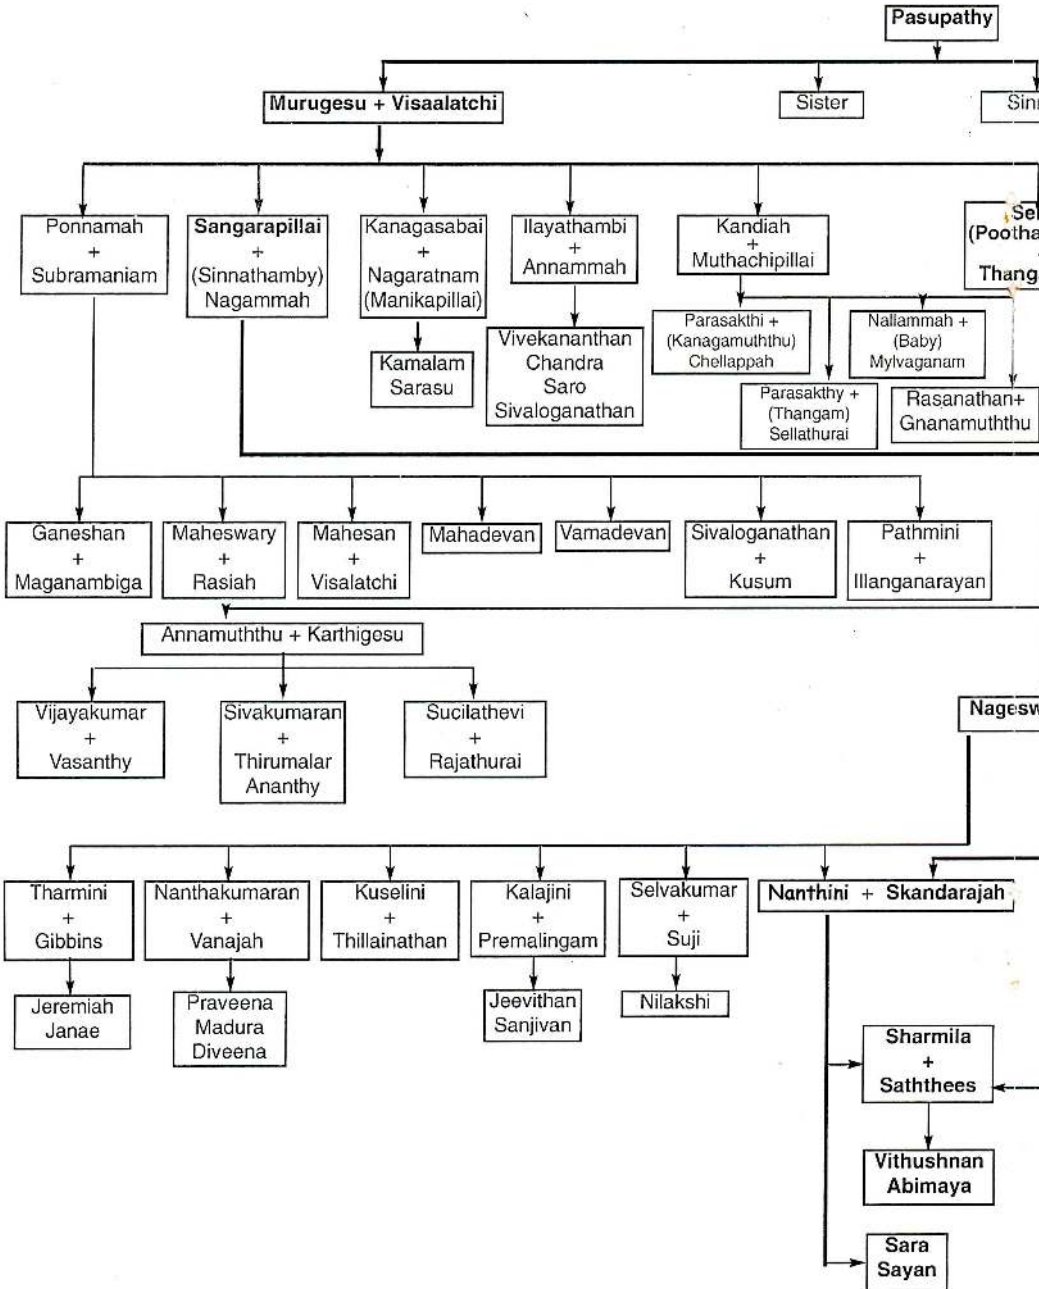 Pasupathy
Murugesu + Visaalatchi
Sister
Ponnamah
+
Subramaniam
Sangarapillai
+
(Sinnathamby)
Nagammah
Kanagasabai
+
Nagaratnam
(Manikapillai)
Ilayathambi
+
Annammah
Kandiah
+
Muthachipillai
Kamalam
Sarasu
Vivekananthan
Chandra
Saro
Sivaloganathan
Parasakthi +
(Kanagamuththu)
Chellappah
Parasakthy +
(Thangam)
Sellathurai
Nallammah +
(Baby)
Mylvaganam
Rasanathan+
Gnanamuththu
Ganeshan
+
Maganambiga
Maheswary
+
Rasiah
Mahesan
+
Visalatchi
Mahadevan
Vamadevan
Sivaloganathan
+
Kusum
Pathmini
+
Illanganarayan
Annamuththu + Karthigesu
Vijayakumar
+
Vasanthy
Sivakumaran
+
Thirumalar
Ananthy
Sucilathevi
+
Rajathurai
Tharmini
+
Gibbins
Nanthakumaran
+
Vanajah
Kuselini
+
Thillainathan
Kalajini
+
Premalingam
Selvakumar
+
Suji
Nanthini + Skandarajah
Jeremiah
Janae
Praveena
Madura
Diveena
Jeevithan
Sanjivan
Nilakshi
Sharmila
+
Saththees
Vithushnan
Abimaya
Sara
Sayan